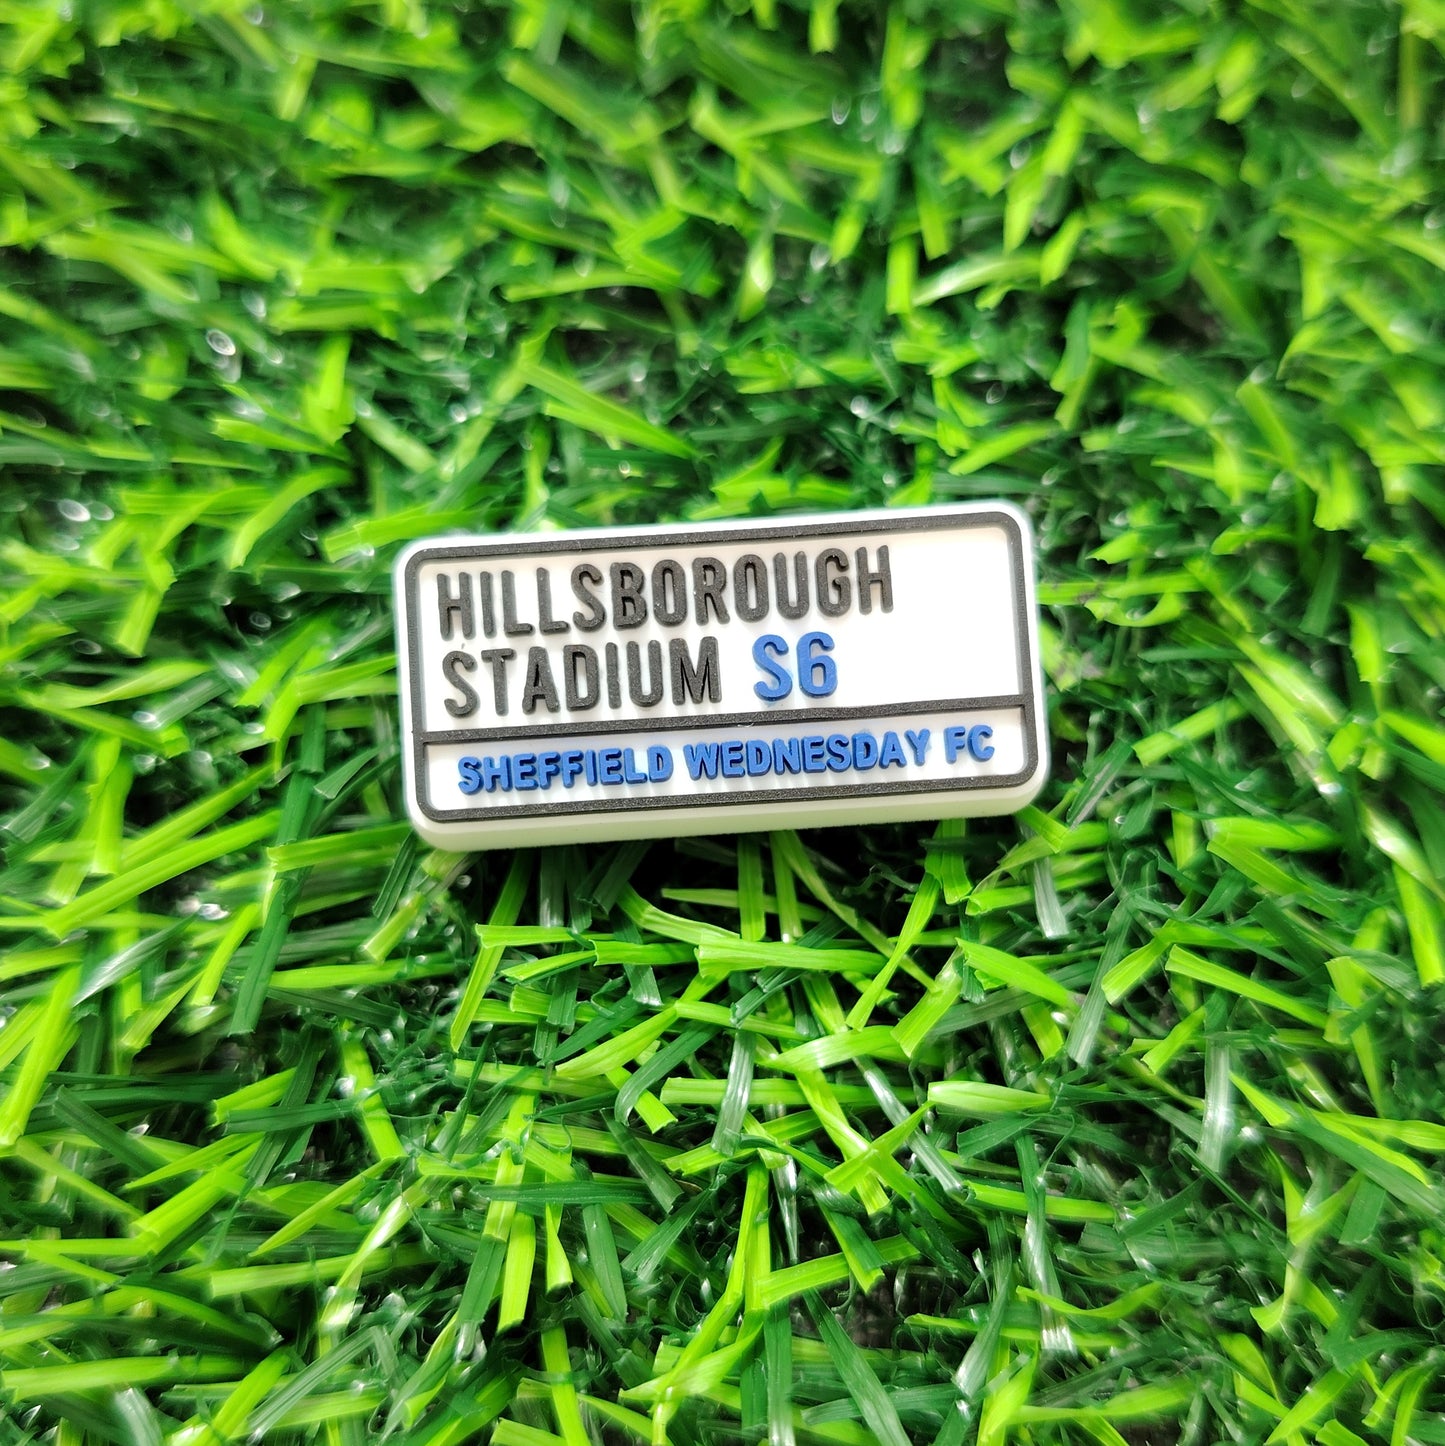 HILLSBOROUGH
STADIUM S6
SHEFFIELD WEDNESDAY FC